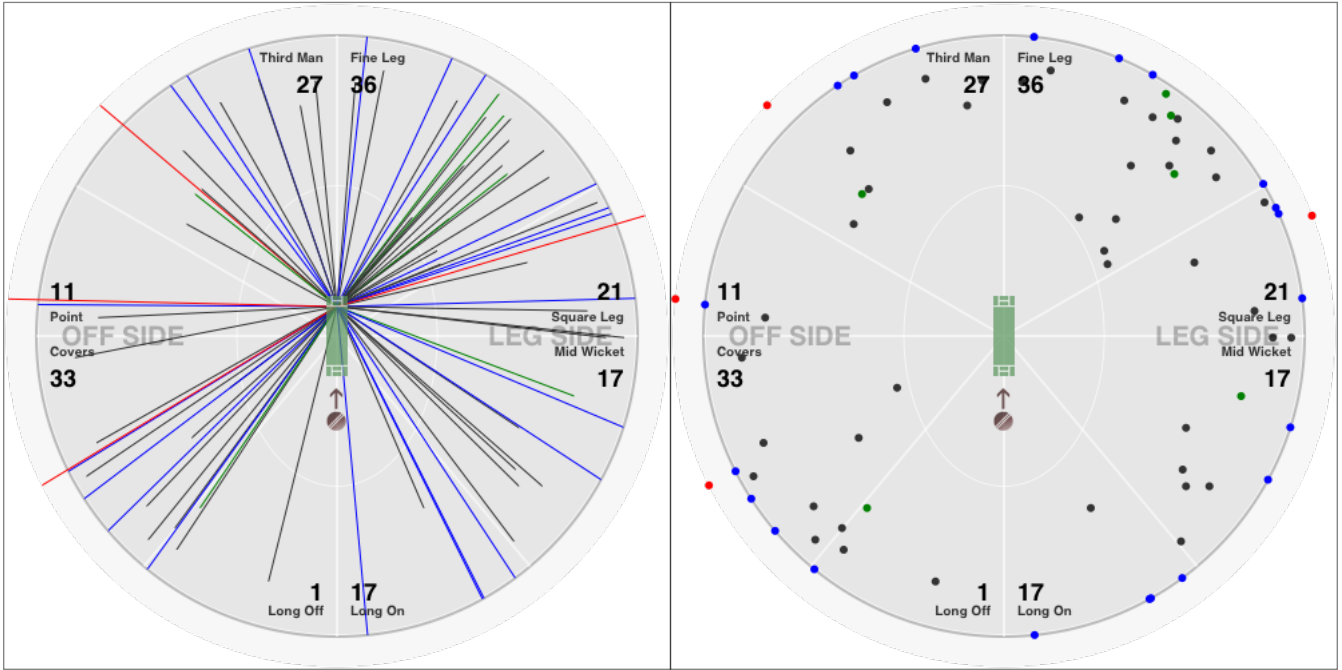 Third Man Fine Leg
27 36
11 21
Point Square Leg
OFF SIDE LEG SIDE
Covers Mid Wicket
33 17
1 17
Long Off Long On
Third Man Fine Leg
27 36
11 21
Point Square Leg
OFF SIDE LEG SIDE
Covers Mid Wicket
33 17
1 17
Long Off Long On